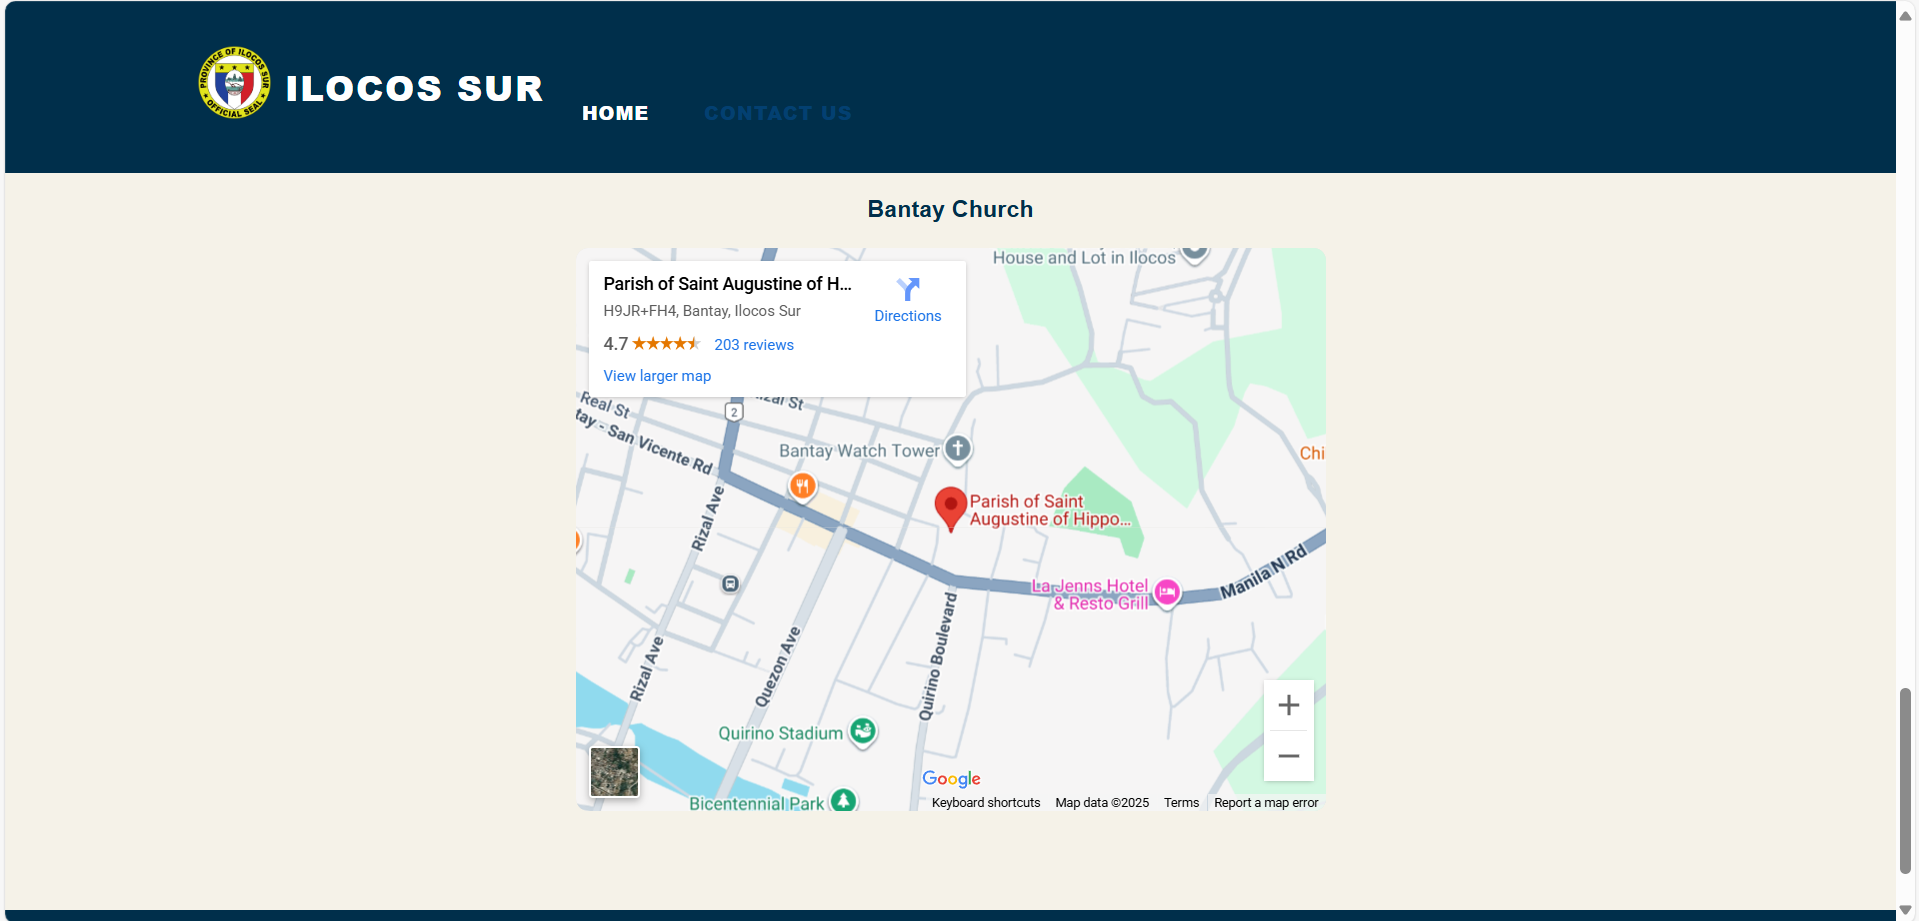 PROVINCE OF ILOCOS SUR
OFFICIAL SEAL
ILOCOS SUR
HOME
CONTACT US
Bantay Church
Parish of Saint Augustine of H...
H9JR+FH4, Bantay, Ilocos Sur
Directions
4.7
203 reviews
View larger map
House and Lot in Ilocos
Real St
2
tay - San Vicente Rd
Bantay Watch Tower
Chi
Parish of Saint
Augustine of Hippo...
Rizal Ave
La Jenns Hotel
& Resto Grill
Manila N Rd
Rizal Ave
Quezon Ave
Quirino Boulevard
Quirino Stadium
Bicentennial Park
Google
Keyboard shortcuts
Map data ©2025
Terms
Report a map error